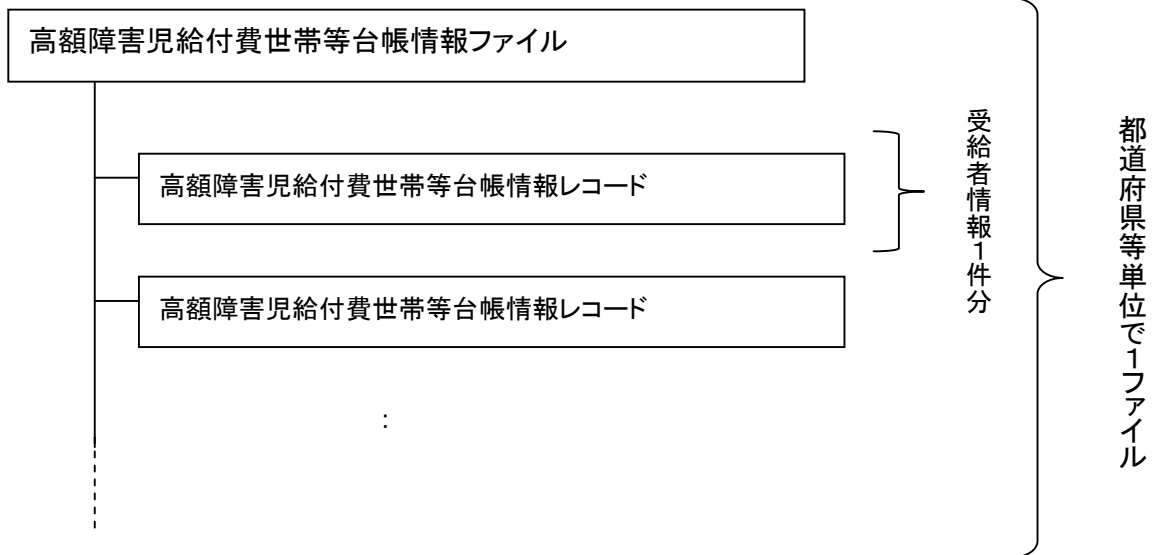 高額障害児給付費世帯等台帳情報ファイル
高額障害児給付費世帯等台帳情報レコード
高額障害児給付費世帯等台帳情報レコード
:
受給者情報1件分
都道府県等単位で1ファイル